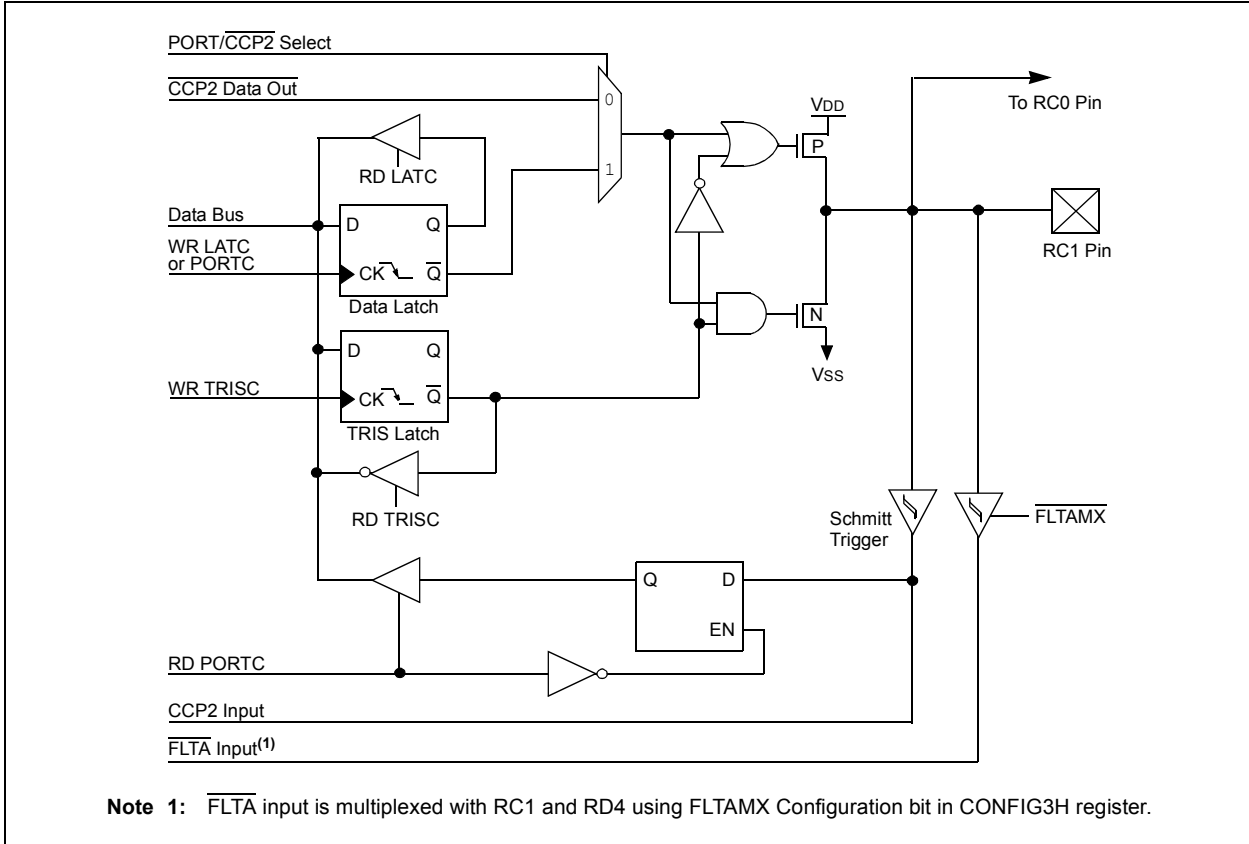 PORT/CCP2 Select
CCP2 Data Out
0
1
RD LATC
Data Bus
D
Q
WR LATC
or PORTC
CK
Q
Data Latch
D
Q
WR TRISC
CK
Q
TRIS Latch
RD TRISC
VDD
P
N
VSS
To RC0 Pin
RC1 Pin
Schmitt
Trigger
FLTAMX
Q
D
EN
RD PORTC
CCP2 Input
FLTA Input(1)
Note 1: FLTA input is multiplexed with RC1 and RD4 using FLTAMX Configuration bit in CONFIG3H register.